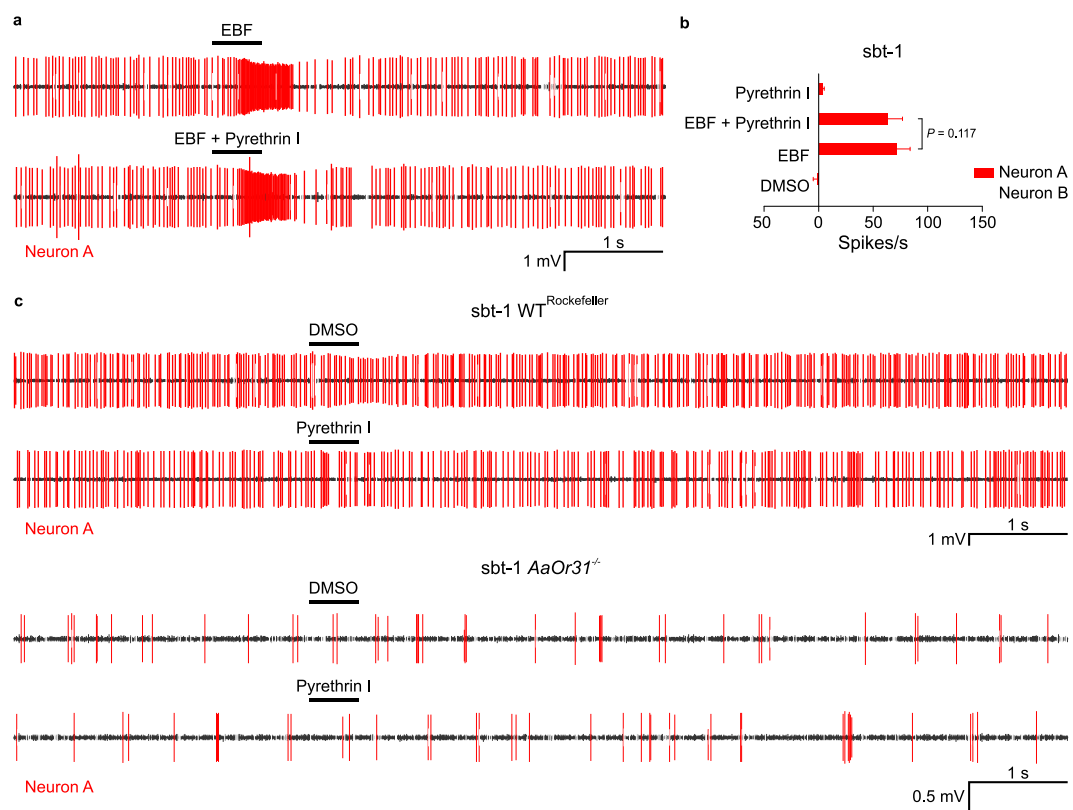 a
EBF
EBF + Pyrethrin I
Neuron A
1 s
1 mV
b
sbt-1
Pyrethrin I
EBF + Pyrethrin I
EBF
DMSO
P = 0.117
Neuron A
Neuron B
50 0 50 100 150
Spikes/s
c
sbt-1 WT^Rockefeller
DMSO
Pyrethrin I
Neuron A
1 s
1 mV
sbt-1 AaOr31-/-
DMSO
Pyrethrin I
Neuron A
1 s
0.5 mV